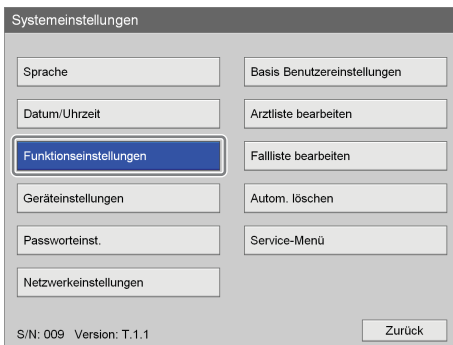 Systemeinstellungen
Sprache
Datum/Uhrzeit
Funktionseinstellungen
Geräteinstellungen
Passworteinst.
Netzwerkeinstellungen
Basis Benutzereinstellungen
Arztliste bearbeiten
Fallliste bearbeiten
Autom. löschen
Service-Menü
S/N: 009 Version: T.1.1
Zurück